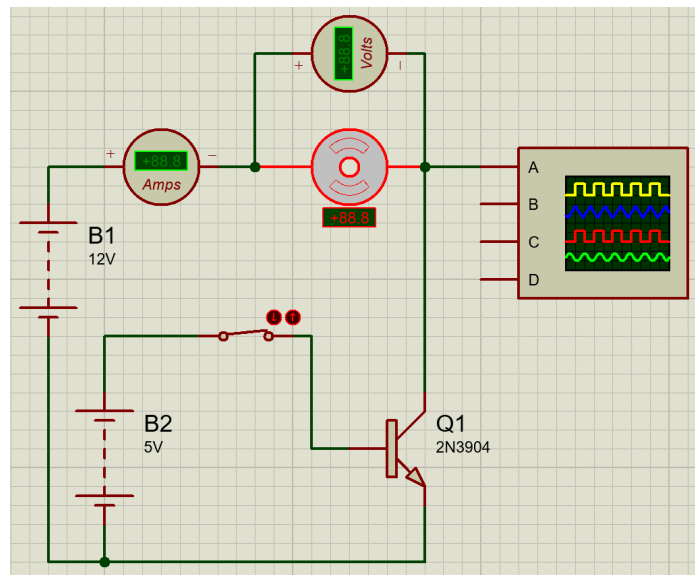 +88.8
Volts
+ −
+ −
+88.8
Amps
+88.8
A
B
C
D
B1
12V
B2
5V
Q1
2N3904